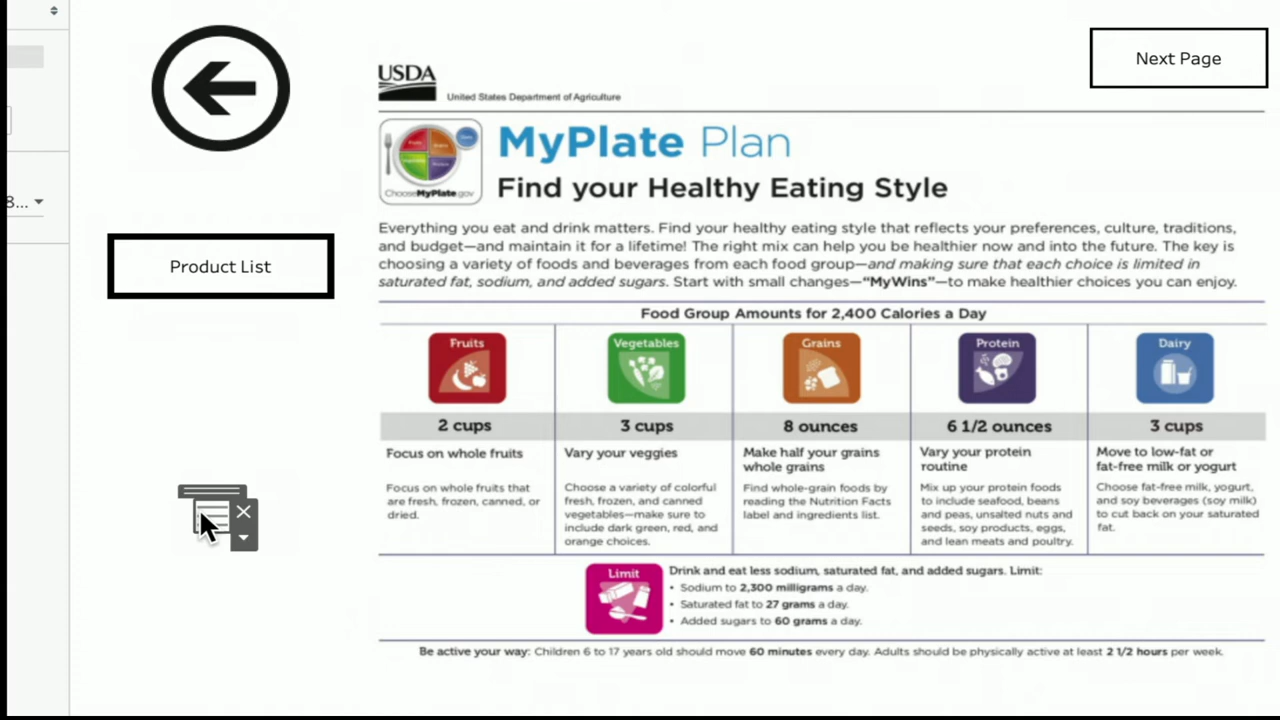 8...
Product List
Next Page
USDA
United States Department of Agriculture
Fruits
Grains
Dairy
Vegetables
Protein
ChooseMyPlate.gov
MyPlate Plan
Find your Healthy Eating Style
Everything you eat and drink matters. Find your healthy eating style that reflects your preferences, culture, traditions,
and budget—and maintain it for a lifetime! The right mix can help you be healthier now and into the future. The key is
choosing a variety of foods and beverages from each food group—and making sure that each choice is limited in
saturated fat, sodium, and added sugars. Start with small changes—“MyWins”—to make healthier choices you can enjoy.
Food Group Amounts for 2,400 Calories a Day
Fruits
2 cups
Focus on whole fruits
Focus on whole fruits that
are fresh, frozen, canned, or
dried.
Vegetables
3 cups
Vary your veggies
Choose a variety of colorful
fresh, frozen, and canned
vegetables—make sure to
include dark green, red, and
orange choices.
Grains
8 ounces
Make half your grains
whole grains
Find whole-grain foods by
reading the Nutrition Facts
label and ingredients list.
Protein
6 1/2 ounces
Vary your protein
routine
Mix up your protein foods
to include seafood, beans
and peas, unsalted nuts and
seeds, soy products, eggs,
and lean meats and poultry.
Dairy
3 cups
Move to low-fat or
fat-free milk or yogurt
Choose fat-free milk, yogurt,
and soy beverages (soy milk)
to cut back on your saturated
fat.
Limit
Drink and eat less sodium, saturated fat, and added sugars. Limit:
• Sodium to 2,300 milligrams a day.
• Saturated fat to 27 grams a day.
• Added sugars to 60 grams a day.
Be active your way: Children 6 to 17 years old should move 60 minutes every day. Adults should be physically active at least 2 1/2 hours per week.